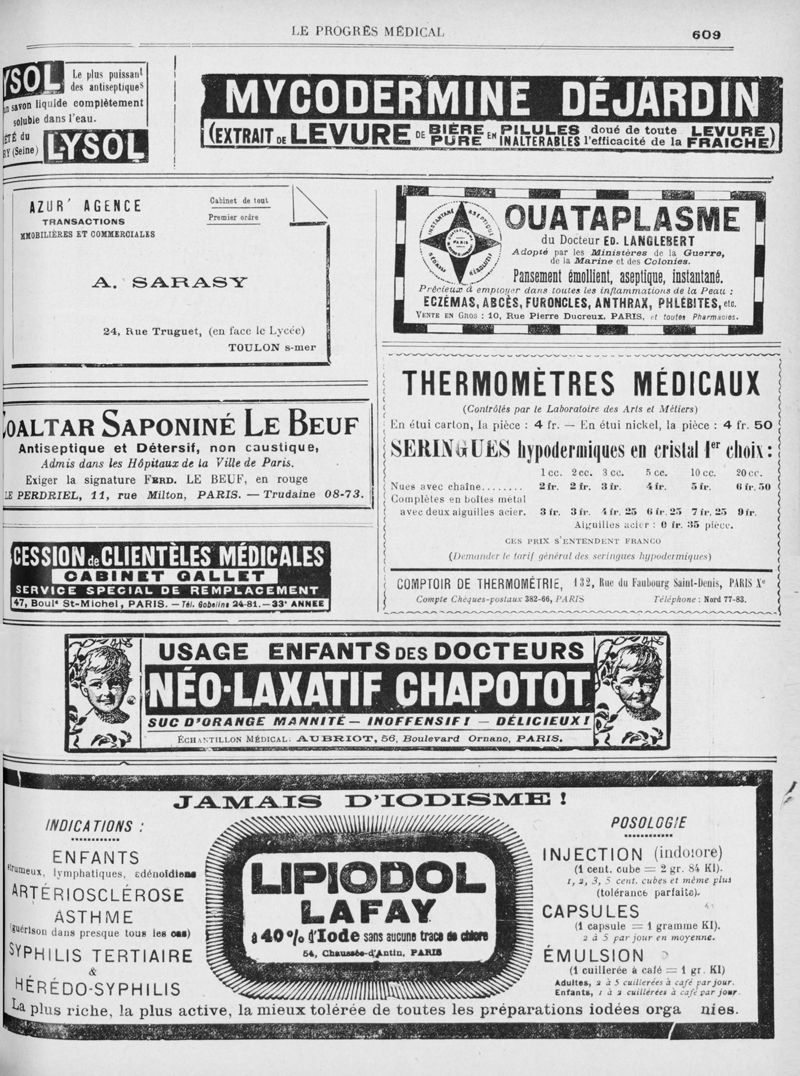 LE PROGRÈS MÉDICAL
609
YSOL
Le plus puissant
des antiseptiques
savon liquide complètement
soluble dans l'eau.
ÉTÉ du
RY (Seine)
LYSOL
MYCODERMINE DÉJARDIN
(EXTRAIT DE LEVURE DE BIÈRE PURE EN PILULES INALTERABLES doué de toute l'efficacité de la LEVURE FRAICHE)
AZUR' AGENCE
TRANSACTIONS
MMOBILIÈRES ET COMMERCIALES
Cabinet de tout
Premier ordre
A. SARASY
24, Rue Truguet, (en face le Lycée)
TOULON s-mer
INSTANTANÉ ASEPTIQUE
PARIS
OUATAPLASME
du Docteur ED. LANGLEBERT
Adopté par les Ministères de la Guerre,
de la Marine et des Colonies.
Pansement émollient, aseptique, instantané.
Précieux à employer dans toutes les inflammations de la Peau :
ECZÉMAS, ABCÈS, FURONCLES, ANTHRAX, PHLÉBITES, etc.
VENTE EN GROS : 10, Rue Pierre Ducreux, PARIS, et toutes Pharmacies.
COALTAR SAPONINÉ LE BEUF
Antiseptique et Détersif, non caustique,
Admis dans les Hôpitaux de la Ville de Paris.
Exiger la signature FERD. LE BEUF, en rouge
LE PERDRIEL, 11, rue Milton, PARIS. — Trudaine 08-73.
THERMOMÈTRES MÉDICAUX
(Contrôlés par le Laboratoire des Arts et Métiers)
En étui carton, la pièce : 4 fr. — En étui nickel, la pièce : 4 fr. 50
SERINGUES hypodermiques en cristal 1er choix :
1 cc. 2 cc. 3 cc. 5 cc. 10 cc. 20 cc.
Nues avec chaîne........ 2 fr. 2 fr. 3 fr. 4 fr. 5 fr. 6 fr. 50
Complètes en boîtes métal
avec deux aiguilles acier. 3 fr. 3 fr. 4 fr. 25 6 fr. 25 7 fr. 25 9 fr.
Aiguilles acier : 0 fr. 35 pièce.
CES PRIX S'ENTENDENT FRANCO
(Demander le tarif général des seringues hypodermiques)
COMPTOIR DE THERMOMÉTRIE, 132, Rue du Faubourg Saint-Denis, PARIS Xe
Compte Chèques-postaux 382-66, PARIS Téléphone : Nord 77-83.
CESSION de CLIENTÈLES MÉDICALES
CABINET GALLET
SERVICE SPECIAL DE REMPLACEMENT
47, Boulᵈ St-Michel, PARIS. — Tél. Gobelins 24-81. — 33e ANNEE
USAGE ENFANTS DES DOCTEURS
NÉO-LAXATIF CHAPOTOT
SUC D'ORANGE MANNITÉ — INOFFENSIF! — DÉLICIEUX!
ÉCHANTILLON MÉDICAL: AUBRIOT, 56, Boulevard Ornano, PARIS.
JAMAIS D'IODISME !
INDICATIONS :
ENFANTS
strumeux, lymphatiques, adénoïdiens
ARTÉRIOSCLÉROSE
ASTHME
(guérison dans presque tous les cas)
SYPHILIS TERTIAIRE
&
HÉRÉDO-SYPHILIS
LIPIODOL
LAFAY
à 40% d'Iode sans aucune trace de chlore
54, Chaussée-d'Antin, PARIS
POSOLOGIE
INJECTION (indolore)
(1 cent. cube = 2 gr. 84 KI).
1, 2, 3, 5 cent. cubes et même plus
(tolérance parfaite).
CAPSULES
(1 capsule = 1 gramme KI).
2 à 5 par jour en moyenne.
ÉMULSION
(1 cuillerée à café = 1 gr. KI)
Adultes, 2 à 5 cuillerées à café par jour.
Enfants, 1 à 2 cuillerées à café par jour.
La plus riche, la plus active, la mieux tolérée de toutes les préparations iodées orga nies.